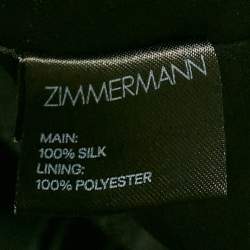 ZIMMERMANN
MAIN:
100% SILK
LINING:
100% POLYESTER